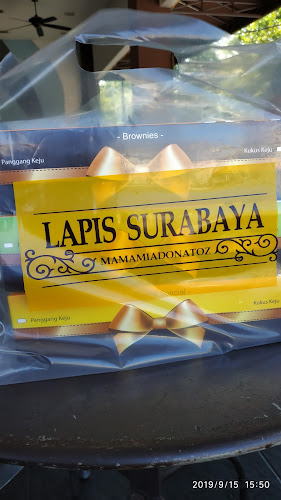 - Brownies -
Panggang Keju
Kukus Keju
LAPIS SURABAYA
MAMAMIADONATOZ
Panggang Keju
Kukus Keju
2019/9/15 15:50